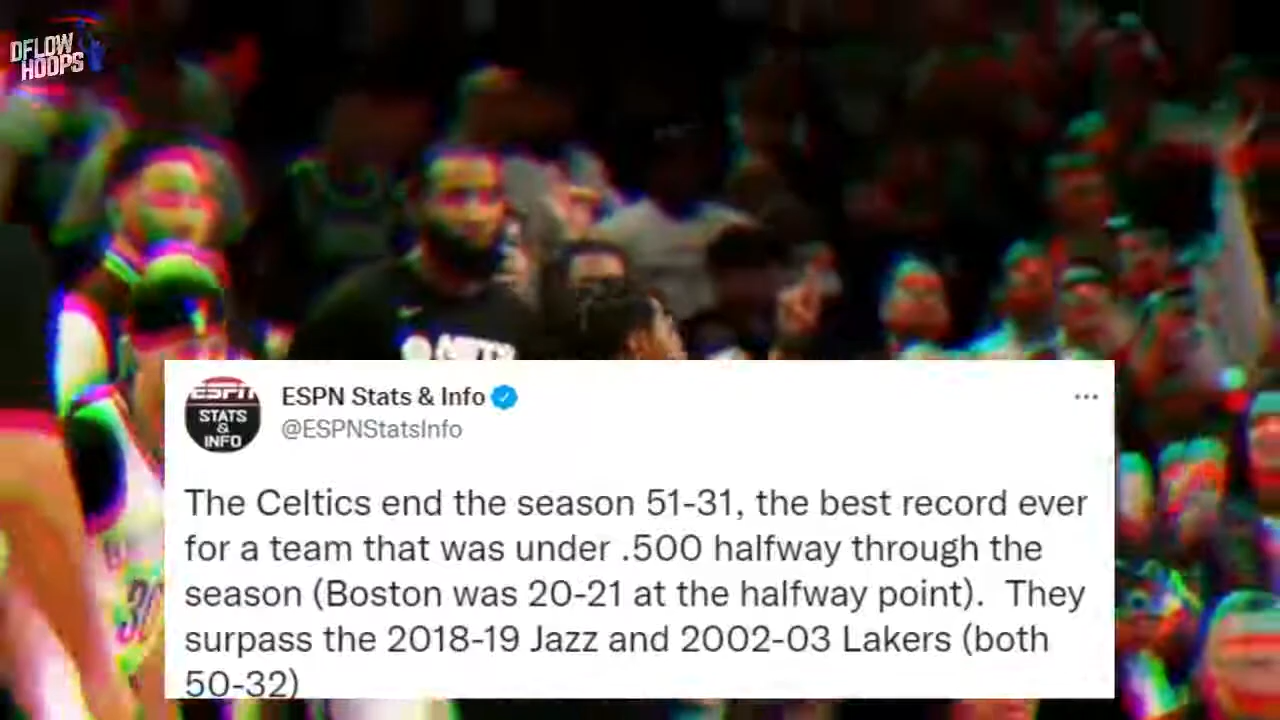 DFLOW
HOOPS
NETS
ESPN Stats & Info
@ESPNStatsInfo
ESPN
STATS
&
INFO
The Celtics end the season 51-31, the best record ever
for a team that was under .500 halfway through the
season (Boston was 20-21 at the halfway point).  They
surpass the 2018-19 Jazz and 2002-03 Lakers (both
50-32)
30